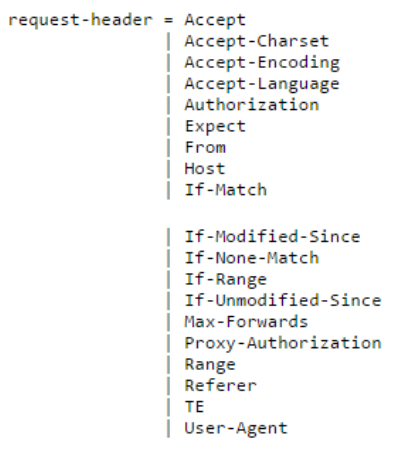 request-header = Accept
| Accept-Charset
| Accept-Encoding
| Accept-Language
| Authorization
| Expect
| From
| Host
| If-Match
| If-Modified-Since
| If-None-Match
| If-Range
| If-Unmodified-Since
| Max-Forwards
| Proxy-Authorization
| Range
| Referer
| TE
| User-Agent